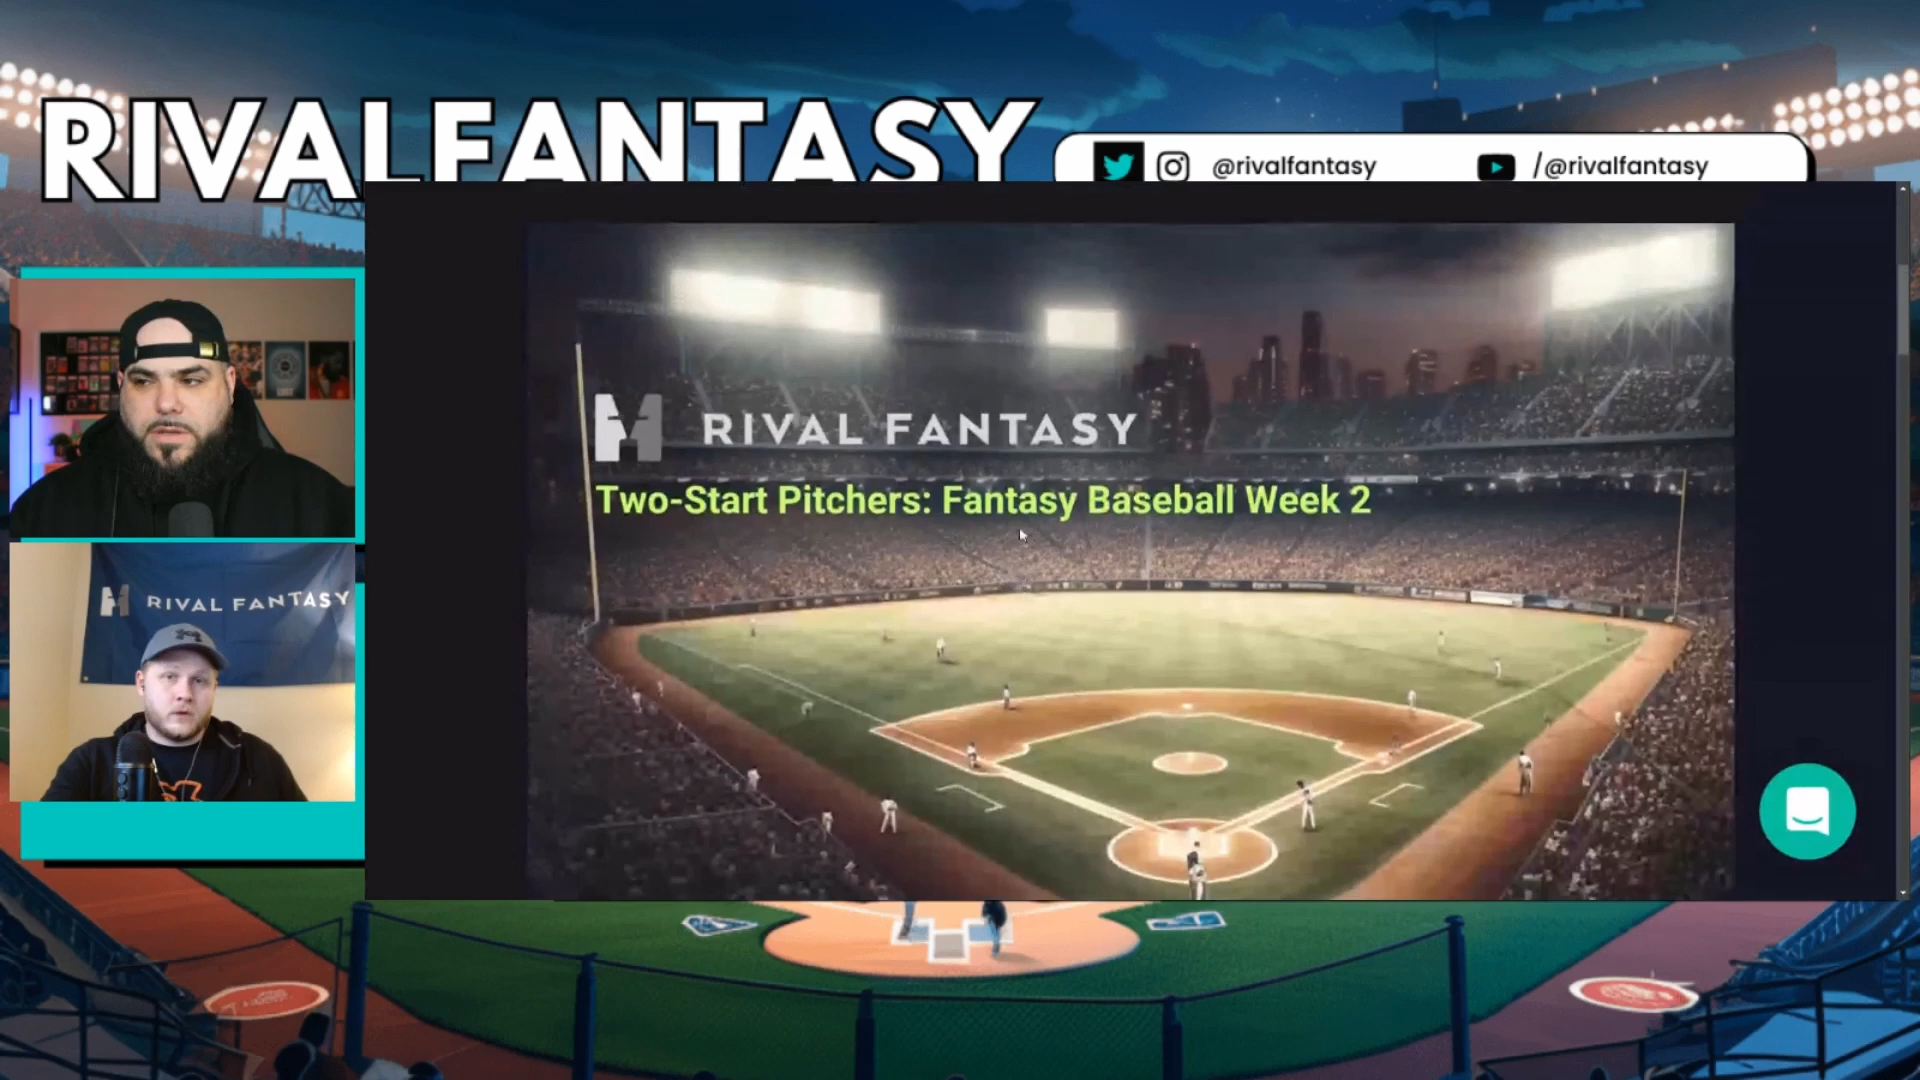 RIVALFANTASY
@rivalfantasy
/@rivalfantasy
RIVAL FANTASY
Two-Start Pitchers: Fantasy Baseball Week 2
RIVAL FANTASY